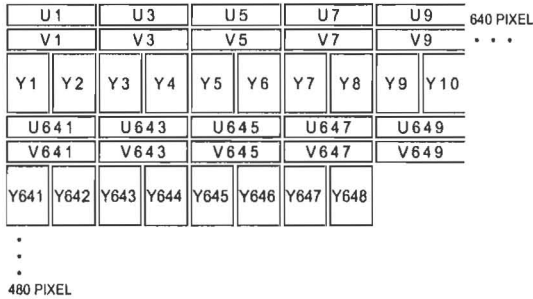 U1 U3 U5 U7 U9 640 PIXEL
V1 V3 V5 V7 V9 . . .
Y1 Y2 Y3 Y4 Y5 Y6 Y7 Y8 Y9 Y10
U641 U643 U645 U647 U649
V641 V643 V645 V647 V649
Y641 Y642 Y643 Y644 Y645 Y646 Y647 Y648
.
.
.
480 PIXEL